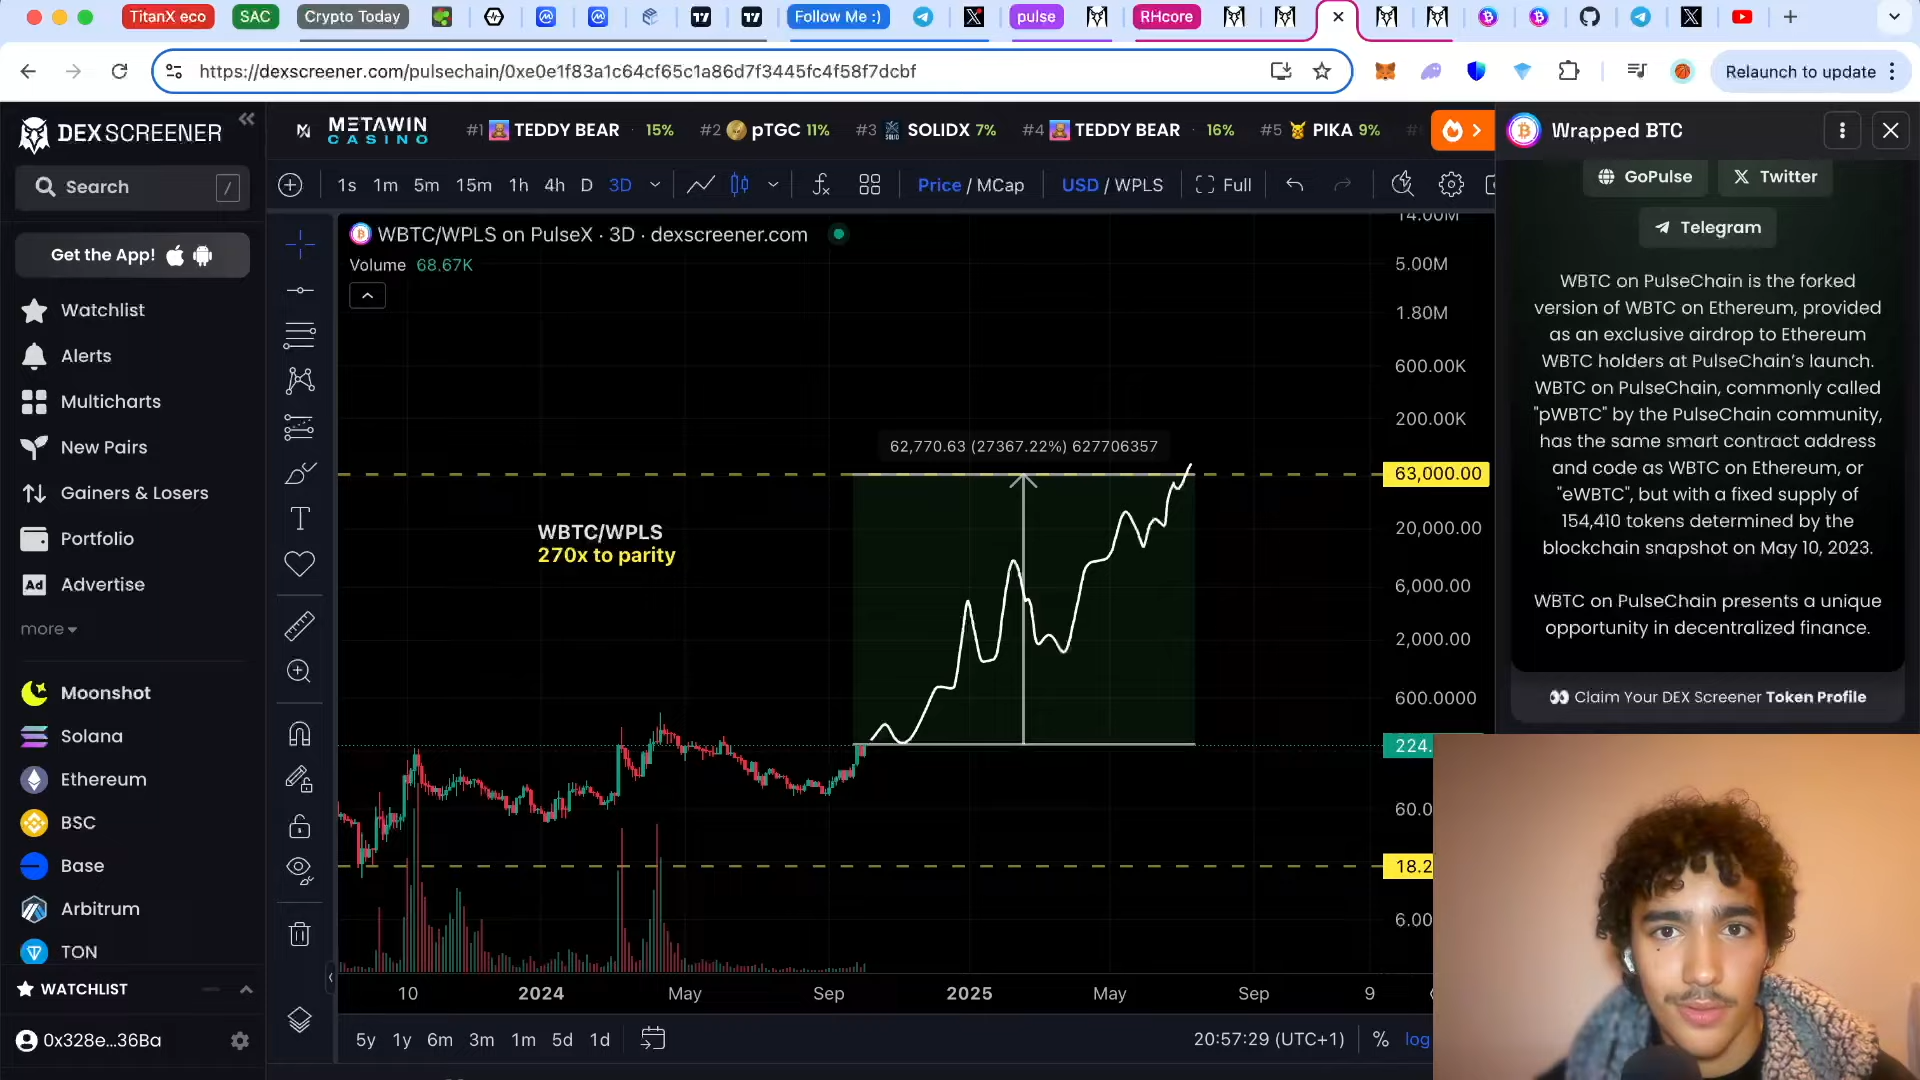 TitanX eco
SAC
Crypto Today
Follow Me :)
pulse
RHcore
https://dexscreener.com/pulsechain/0xe0e1f83a1c64cf65c1a86d7f3445fc4f58f7dcbf
Relaunch to update
DEX SCREENER
Search /
Get the App!
Watchlist
Alerts
Multicharts
New Pairs
Gainers & Losers
Portfolio
Ad Advertise
more
Moonshot
Solana
Ethereum
BSC
Base
Arbitrum
TON
WATCHLIST
0x328e...36Ba
METAWIN
CASINO
#1 TEDDY BEAR · 15%
#2 pTGC 11%
#3 SOLIDX 7%
#4 TEDDY BEAR · 16%
#5 PIKA 9%
1s 1m 5m 15m 1h 4h D 3D
Price / MCap
USD / WPLS
Full
WBTC/WPLS on PulseX · 3D · dexscreener.com
Volume 68.67K
62,770.63 (27367.22%) 627706357
WBTC/WPLS
270x to parity
14.00M
5.00M
1.80M
600.00K
200.00K
63,000.00
20,000.00
6,000.00
2,000.00
600.0000
224.
60.0
18.2
6.00
10 2024 May Sep 2025 May Sep 9
5y 1y 6m 3m 1m 5d 1d
20:57:29 (UTC+1) % log
Wrapped BTC
GoPulse
Twitter
Telegram
WBTC on PulseChain is the forked
version of WBTC on Ethereum, provided
as an exclusive airdrop to Ethereum
WBTC holders at PulseChain's launch.
WBTC on PulseChain, commonly called
"pWBTC" by the PulseChain community,
has the same smart contract address
and code as WBTC on Ethereum, or
"eWBTC", but with a fixed supply of
154,410 tokens determined by the
blockchain snapshot on May 10, 2023.
WBTC on PulseChain presents a unique
opportunity in decentralized finance.
Claim Your DEX Screener Token Profile